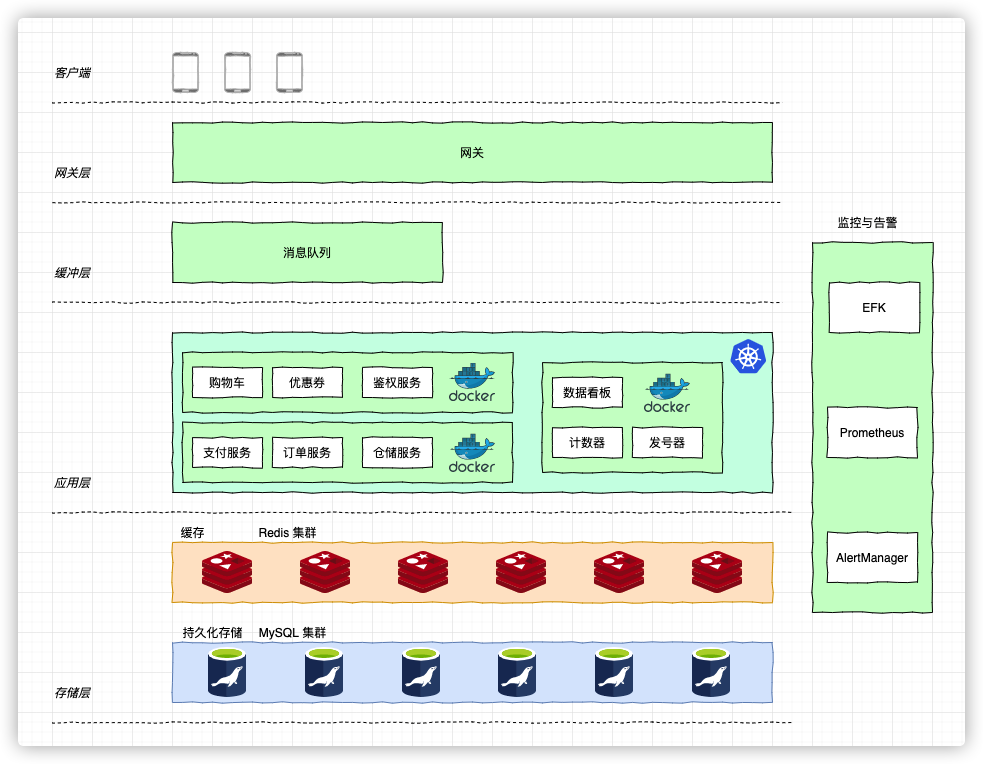 客户端
网关
网关层
监控与告警
消息队列
缓冲层
EFK
购物车
优惠券
鉴权服务
docker
数据看板
docker
Prometheus
支付服务
订单服务
仓储服务
docker
计数器
发号器
应用层
缓存
Redis 集群
AlertManager
持久化存储
MySQL 集群
存储层